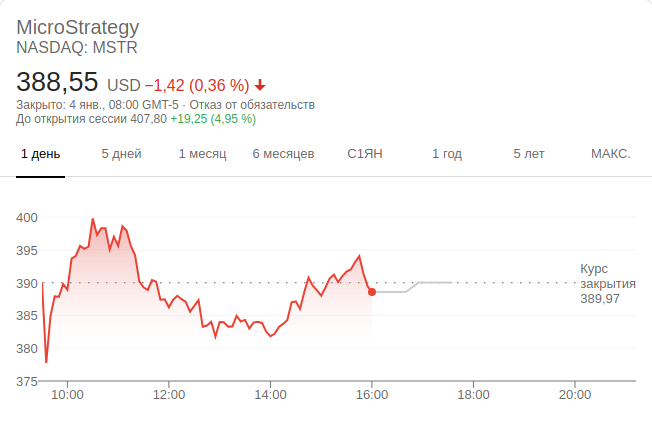 MicroStrategy
NASDAQ: MSTR
388,55 USD −1,42 (0,36 %)
Закрыто: 4 янв., 08:00 GMT-5 · Отказ от обязательств
До открытия сессии 407,80 +19,25 (4,95 %)
1 день 5 дней 1 месяц 6 месяцев С1ЯН 1 год 5 лет МАКС.
400
395
390
385
380
375
Курс
закрытия
389,97
10:00 12:00 14:00 16:00 18:00 20:00